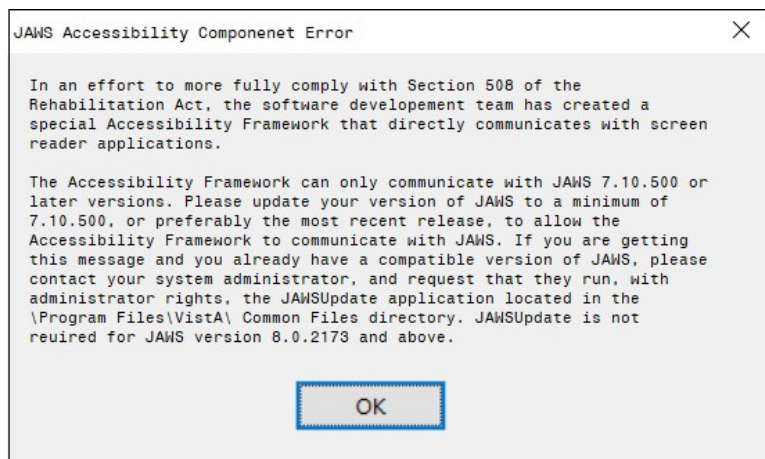 JAWS Accessibility Componenet Error
In an effort to more fully comply with Section 508 of the
Rehabilitation Act, the software developement team has created a
special Accessibility Framework that directly communicates with screen
reader applications.
The Accessibility Framework can only communicate with JAWS 7.10.500 or
later versions. Please update your version of JAWS to a minimum of
7.10.500, or preferably the most recent release, to allow the
Accessibility Framework to communicate with JAWS. If you are getting
this message and you already have a compatible version of JAWS, please
contact your system administrator, and request that they run, with
administrator rights, the JAWSUpdate application located in the
\Program Files\VistA\ Common Files directory. JAWSUpdate is not
reuired for JAWS version 8.0.2173 and above.
OK